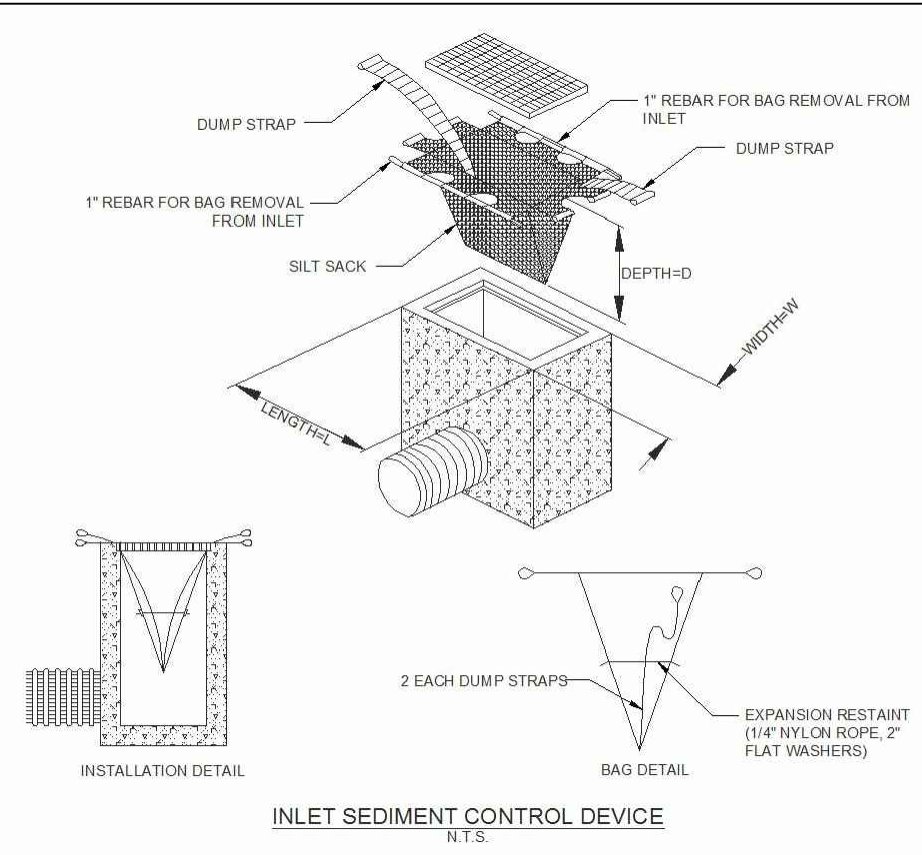 1" REBAR FOR BAG REMOVAL FROM
INLET
DUMP STRAP
DUMP STRAP
1" REBAR FOR BAG REMOVAL
FROM INLET
SILT SACK
DEPTH=D
WIDTH=W
LENGTH=L
2 EACH DUMP STRAPS
EXPANSION RESTAINT
(1/4" NYLON ROPE, 2"
FLAT WASHERS)
INSTALLATION DETAIL
BAG DETAIL
INLET SEDIMENT CONTROL DEVICE
N.T.S.